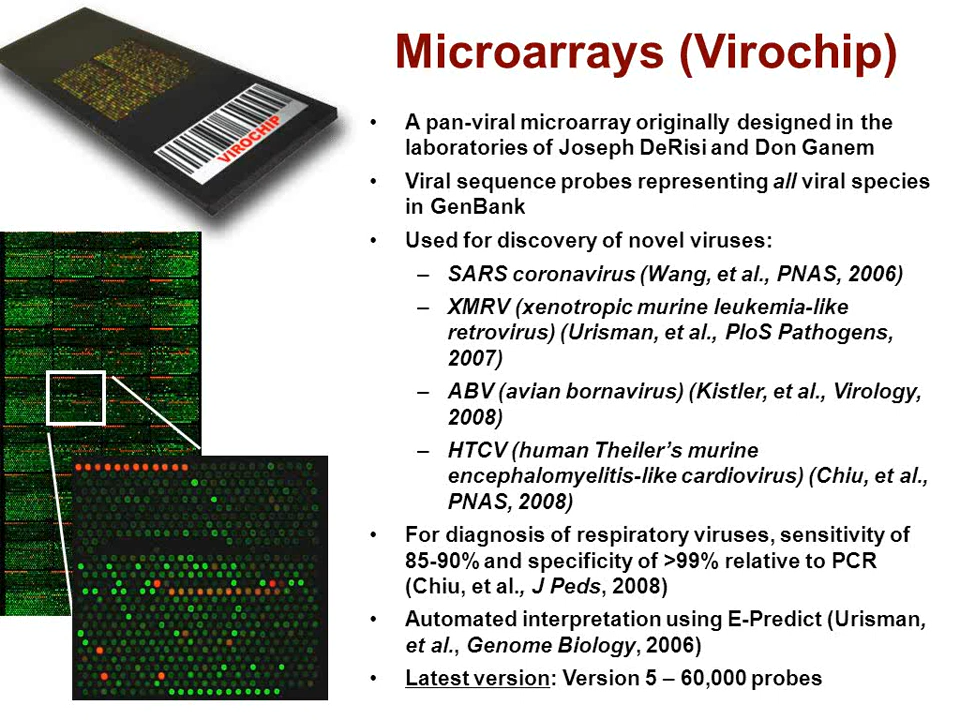 Microarrays (Virochip)
VIROCHIP
• A pan-viral microarray originally designed in the
laboratories of Joseph DeRisi and Don Ganem
• Viral sequence probes representing all viral species
in GenBank
• Used for discovery of novel viruses:
– SARS coronavirus (Wang, et al., PNAS, 2006)
– XMRV (xenotropic murine leukemia-like
retrovirus) (Urisman, et al., PloS Pathogens,
2007)
– ABV (avian bornavirus) (Kistler, et al., Virology,
2008)
– HTCV (human Theiler's murine
encephalomyelitis-like cardiovirus) (Chiu, et al.,
PNAS, 2008)
• For diagnosis of respiratory viruses, sensitivity of
85-90% and specificity of >99% relative to PCR
(Chiu, et al., J Peds, 2008)
• Automated interpretation using E-Predict (Urisman,
et al., Genome Biology, 2006)
• Latest version: Version 5 – 60,000 probes